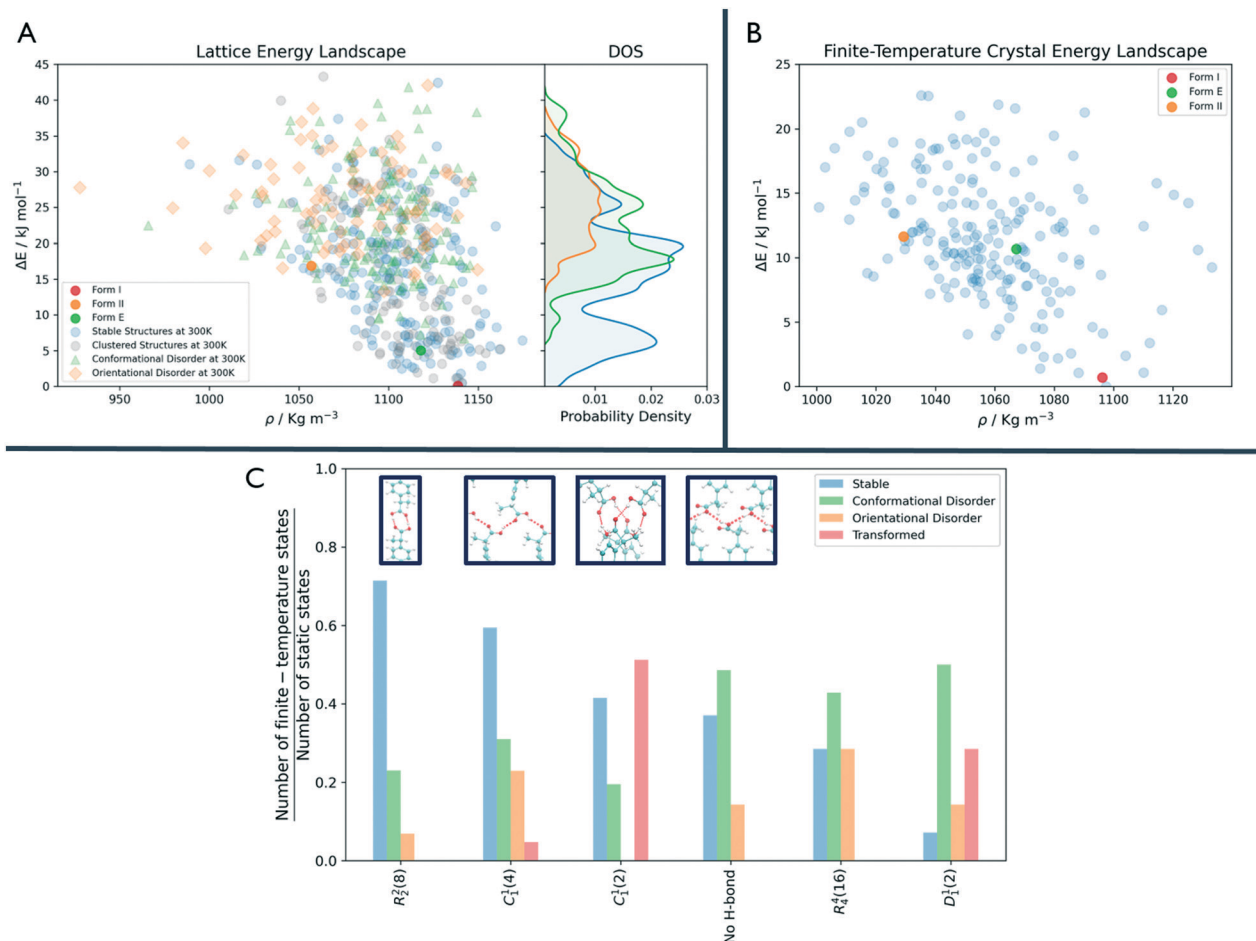 A
Lattice Energy Landscape
DOS
45
40
35
30
25
20
15
10
5
0
ΔE / kJ mol⁻¹
Form I
Form II
Form E
Stable Structures at 300K
Clustered Structures at 300K
Conformational Disorder at 300K
Orientational Disorder at 300K
950
1000
1050
1100
1150
ρ / Kg m⁻³
0.01
0.02
0.03
Probability Density
B
Finite-Temperature Crystal Energy Landscape
25
20
15
10
5
0
ΔE / kJ mol⁻¹
Form I
Form E
Form II
1000
1020
1040
1060
1080
1100
1120
ρ / Kg m⁻³
C
1.0
0.8
0.6
0.4
0.2
0.0
Number of finite − temperature states
Number of static states
Stable
Conformational Disorder
Orientational Disorder
Transformed
R₂²(8)
C₁¹(4)
C₁¹(2)
No H-bond
R₄⁴(16)
D₁¹(2)